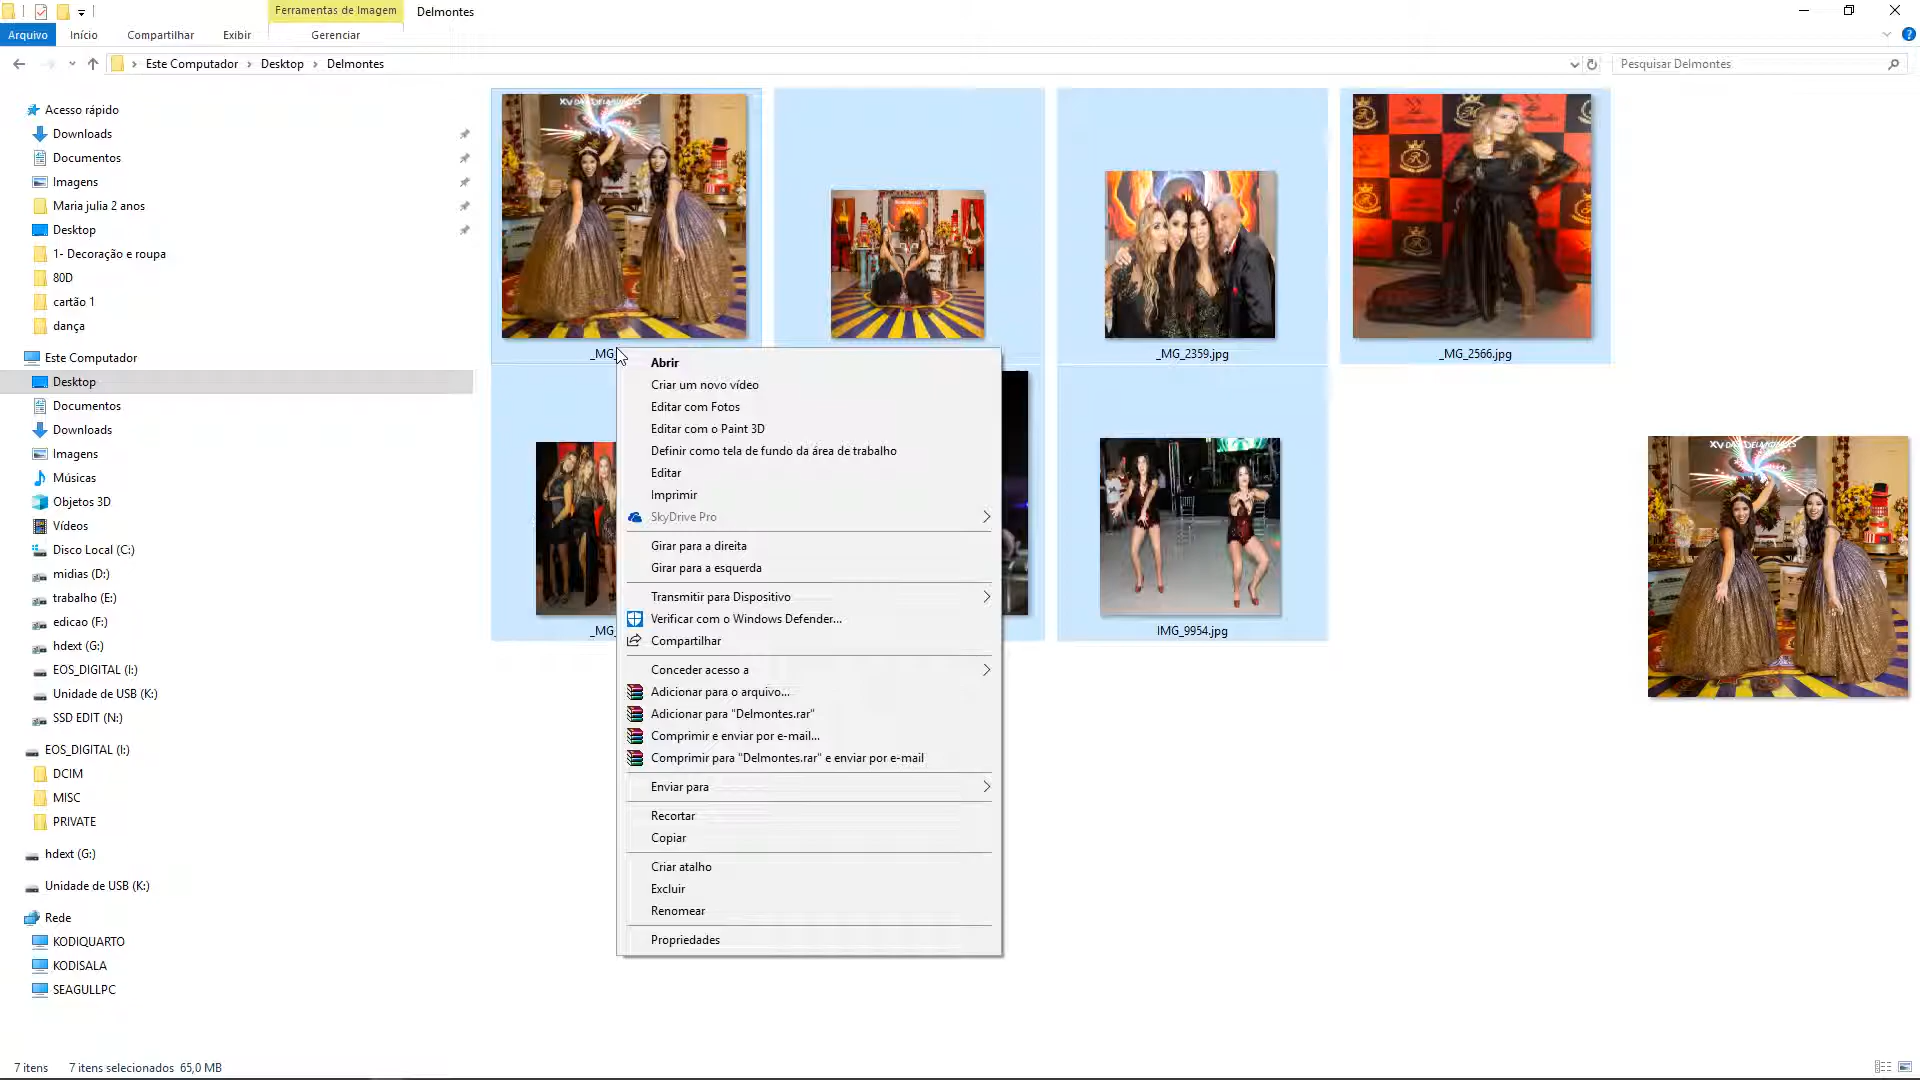 Ferramentas de Imagem
Delmontes
Arquivo
Início
Compartilhar
Exibir
Gerenciar
Este Computador
Desktop
Delmontes
Pesquisar Delmontes
Acesso rápido
Downloads
Documentos
Imagens
Maria julia 2 anos
Desktop
1- Decoração e roupa
80D
cartão 1
dança
Este Computador
Desktop
Documentos
Downloads
Imagens
Músicas
Objetos 3D
Vídeos
Disco Local (C:)
midias (D:)
trabalho (E:)
edicao (F:)
hdext (G:)
EOS_DIGITAL (I:)
Unidade de USB (K:)
SSD EDIT (N:)
EOS_DIGITAL (I:)
DCIM
MISC
PRIVATE
hdext (G:)
Unidade de USB (K:)
Rede
KODIQUARTO
KODISALA
SEAGULLPC
_MG_
_MG_2359.jpg
_MG_2566.jpg
_MG_
IMG_9954.jpg
Abrir
Criar um novo vídeo
Editar com Fotos
Editar com o Paint 3D
Definir como tela de fundo da área de trabalho
Editar
Imprimir
SkyDrive Pro
Girar para a direita
Girar para a esquerda
Transmitir para Dispositivo
Verificar com o Windows Defender...
Compartilhar
Conceder acesso a
Adicionar para o arquivo...
Adicionar para "Delmontes.rar"
Comprimir e enviar por e-mail...
Comprimir para "Delmontes.rar" e enviar por e-mail
Enviar para
Recortar
Copiar
Criar atalho
Excluir
Renomear
Propriedades
7 itens
7 itens selecionados 65,0 MB